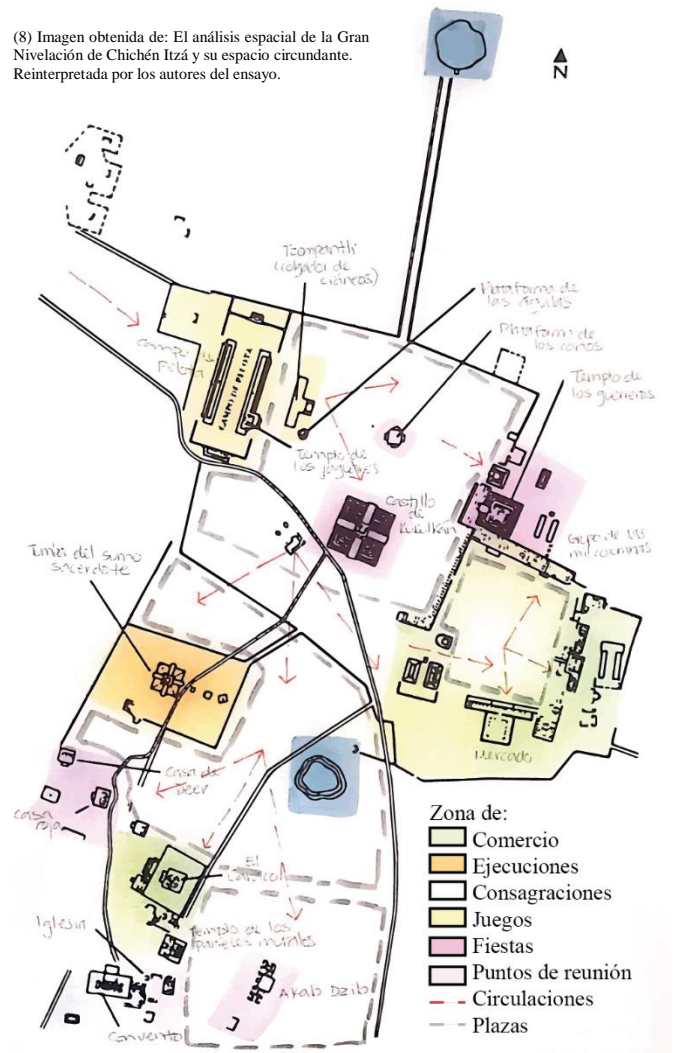 (8) Imagen obtenida de: El análisis espacial de la Gran
Nivelación de Chichén Itzá y su espacio circundante.
Reinterpretada por los autores del ensayo.
N
Tzompantli
(colgador de
cráneos)
Plataforma de
las águilas
Plataforma de
los conos
Templo de
los guerreros
Campo de
Pelota
CAMPO DE PELOTA
Templo de
los jaguares
Castillo
de
Kukulkán
Grupo de las
mil columnas
Tumba del sumo
sacerdote
Mercado
Casa de
Deer
Casa
roja
El
Caracol
Iglesia
Templo de los
paneles murales
Akab Dzib
Convento
Zona de:
Comercio
Ejecuciones
Consagraciones
Juegos
Fiestas
Puntos de reunión
Circulaciones
Plazas